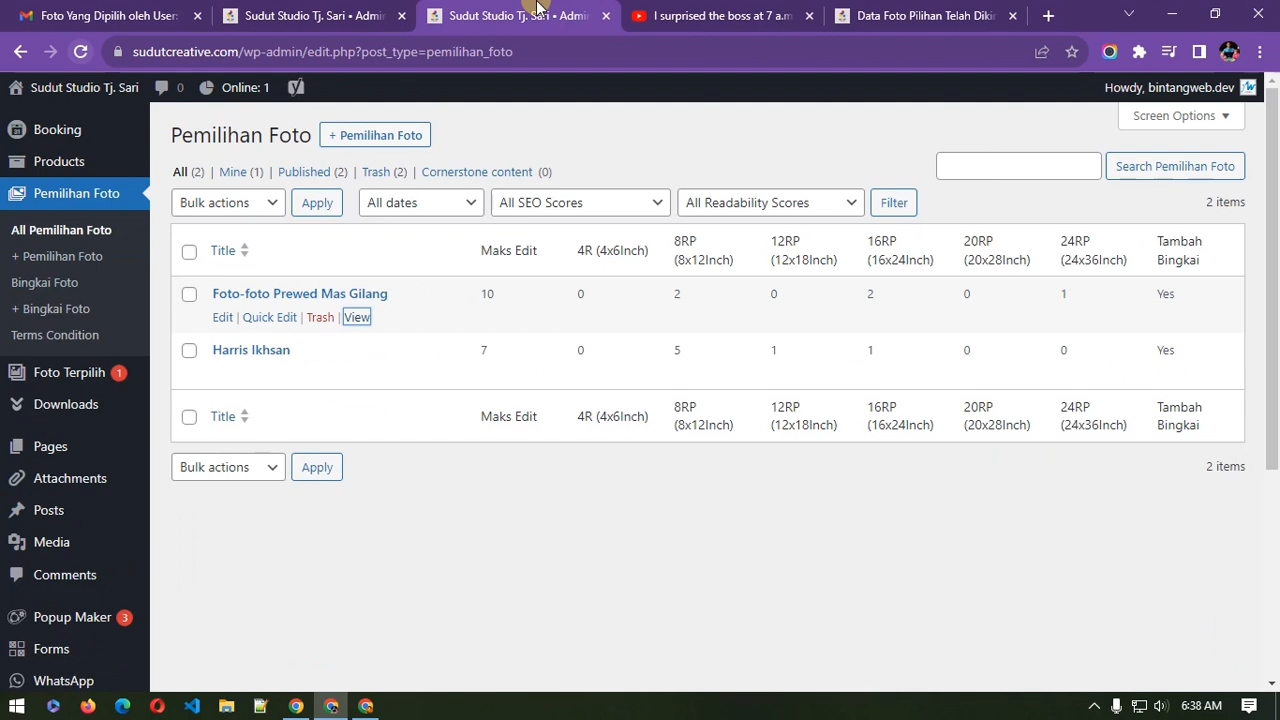 Foto Yang Dipilih oleh User:
Sudut Studio Tj. Sari • Admin
Sudut Studio Tj. Sari • Admin
I surprised the boss at 7 a.m
Data Foto Pilihan Telah Dikir
sudutcreative.com/wp-admin/edit.php?post_type=pemilihan_foto
Sudut Studio Tj. Sari 0 Online: 1 Howdy, bintangweb.dev
Screen Options
Booking
Products
Pemilihan Foto
All Pemilihan Foto
+ Pemilihan Foto
Bingkai Foto
+ Bingkai Foto
Terms Condition
Foto Terpilih 1
Downloads
Pages
Attachments
Posts
Media
Comments
Popup Maker 3
Forms
WhatsApp
Pemilihan Foto + Pemilihan Foto
All (2) | Mine (1) | Published (2) | Trash (2) | Cornerstone content (0)
Search Pemilihan Foto
Bulk actions Apply All dates All SEO Scores All Readability Scores Filter 2 items
Title Maks Edit 4R (4x6Inch) 8RP (8x12Inch) 12RP (12x18Inch) 16RP (16x24Inch) 20RP (20x28Inch) 24RP (24x36Inch) Tambah Bingkai
Foto-foto Prewed Mas Gilang 10 0 2 0 2 0 1 Yes
Edit | Quick Edit | Trash | View
Harris Ikhsan 7 0 5 1 1 0 0 Yes
Title Maks Edit 4R (4x6Inch) 8RP (8x12Inch) 12RP (12x18Inch) 16RP (16x24Inch) 20RP (20x28Inch) 24RP (24x36Inch) Tambah Bingkai
Bulk actions Apply 2 items
6:38 AM